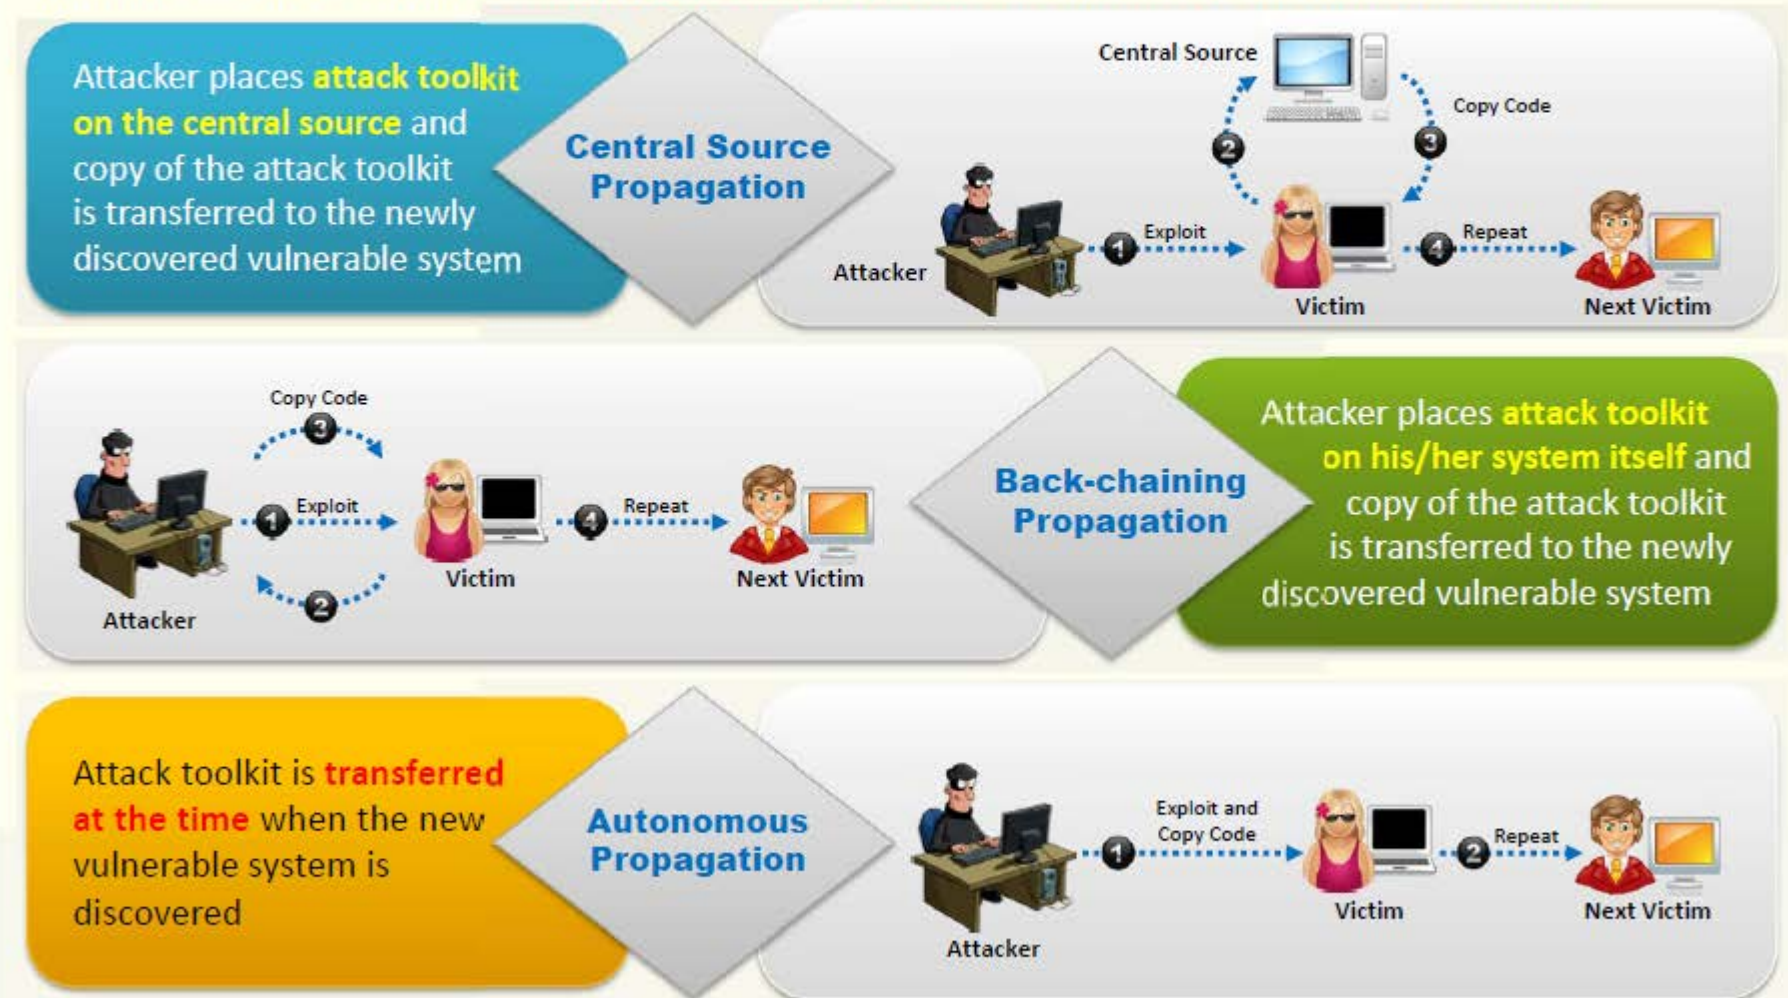 Attacker places attack toolkit
on the central source and
copy of the attack toolkit
is transferred to the newly
discovered vulnerable system
Central Source
Propagation
Central Source
Copy Code
2
3
Attacker
1
Exploit
Victim
4
Repeat
Next Victim
Copy Code
3
1
Exploit
2
Attacker
Victim
4
Repeat
Next Victim
Back-chaining
Propagation
Attacker places attack toolkit
on his/her system itself and
copy of the attack toolkit
is transferred to the newly
discovered vulnerable system
Attack toolkit is transferred
at the time when the new
vulnerable system is
discovered
Autonomous
Propagation
Attacker
1
Exploit and
Copy Code
Victim
2
Repeat
Next Victim